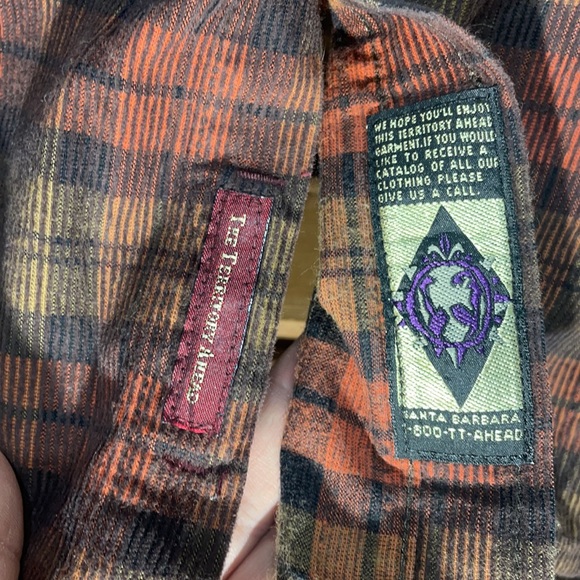 THE TERRITORY AHEAD
WE HOPE YOU'LL ENJOY
THIS TERRITORY AHEAD
GARMENT. IF YOU WOULD
LIKE TO RECEIVE A
CATALOG OF ALL OUR
CLOTHING PLEASE
GIVE US A CALL.
SANTA BARBARA
1-800-TT-AHEAD